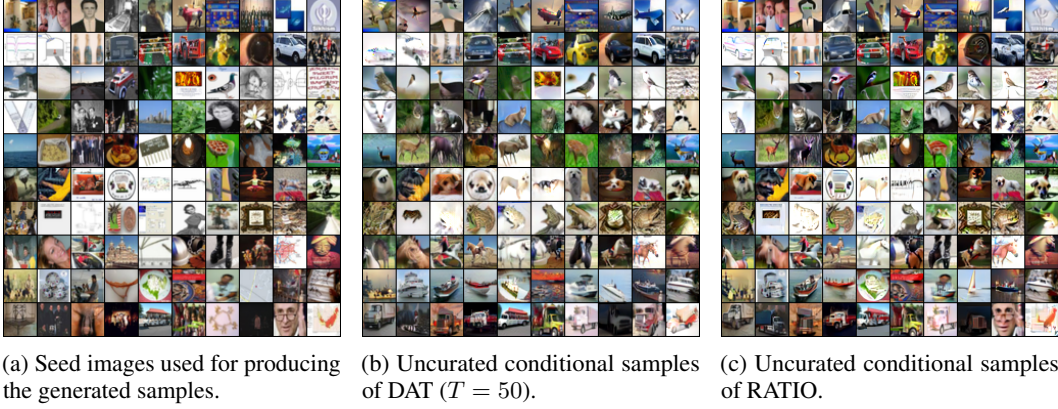 (a) Seed images used for producing
the generated samples.
(b) Uncurated conditional samples
of DAT (T = 50).
(c) Uncurated conditional samples
of RATIO.